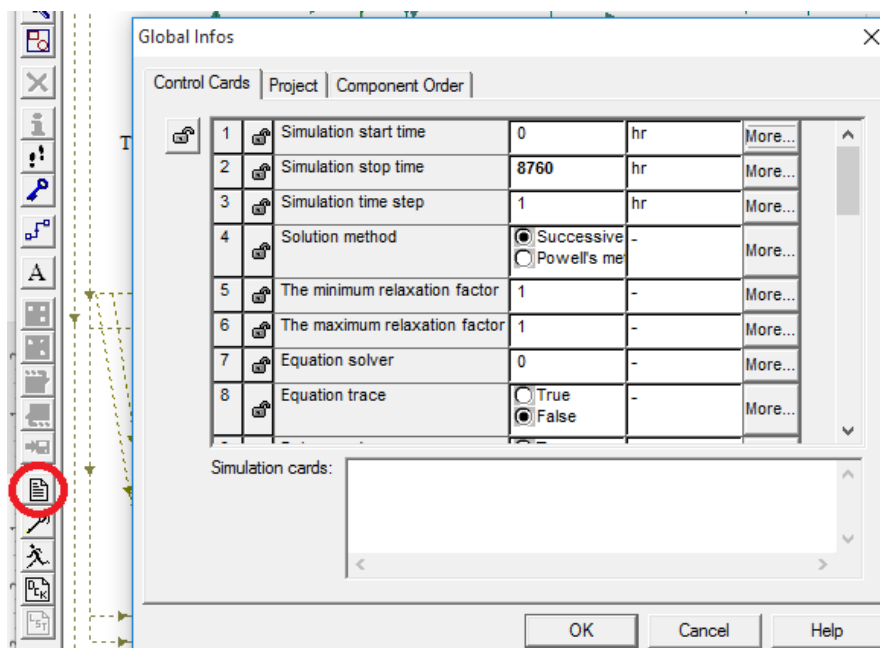 Global Infos
Control Cards Project Component Order
T
1 Simulation start time 0 hr More...
2 Simulation stop time 8760 hr More...
3 Simulation time step 1 hr More...
4 Solution method Successive - More...
Powell's me
5 The minimum relaxation factor 1 - More...
6 The maximum relaxation factor 1 - More...
7 Equation solver 0 - More...
8 Equation trace True - More...
False
Simulation cards:
A
DCK
LST
OK Cancel Help